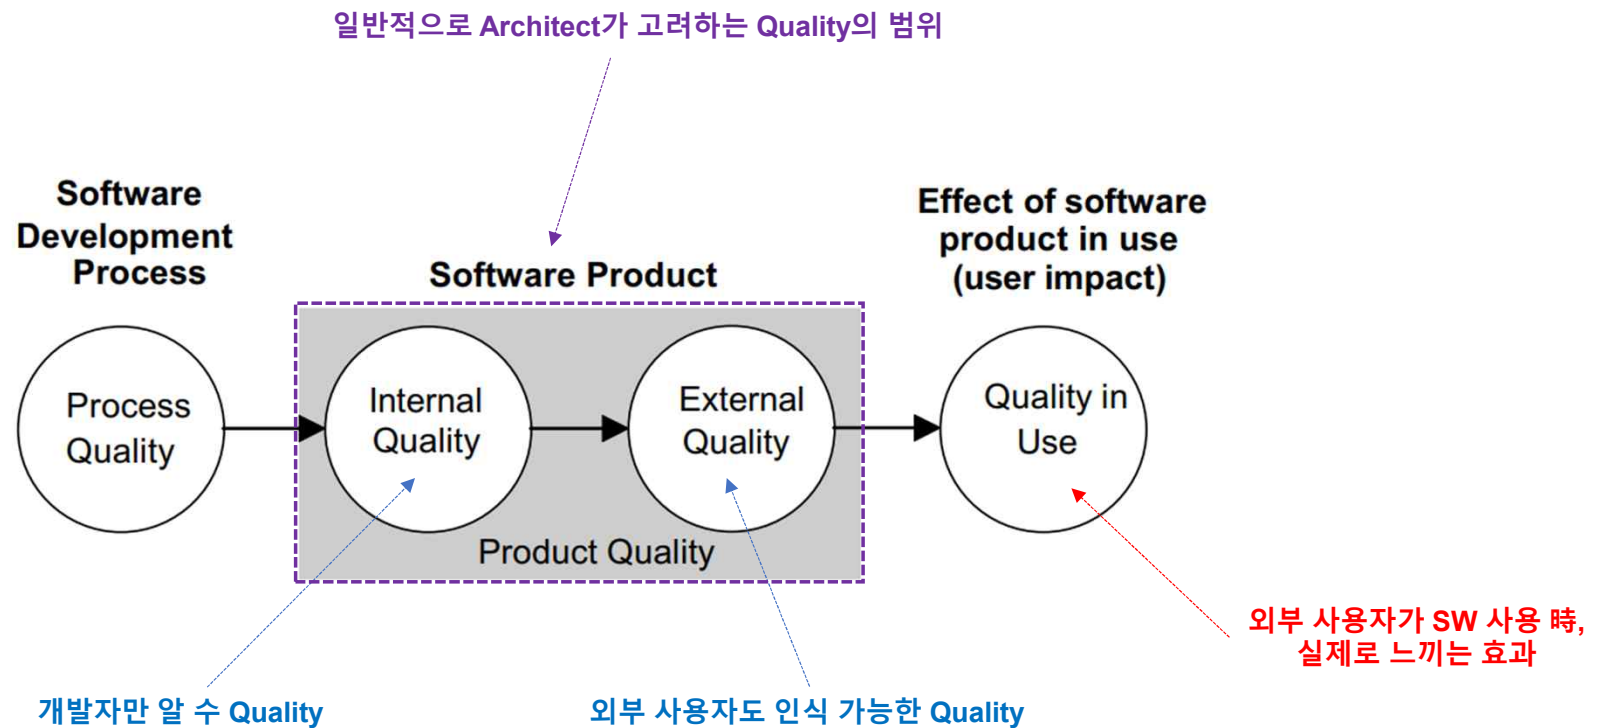 일반적으로 Architect가 고려하는 Quality의 범위
Software
Development
Process
Effect of software
product in use
(user impact)
Software Product
Process
Quality
Internal
Quality
External
Quality
Quality in
Use
Product Quality
외부 사용자가 SW 사용 時,
실제로 느끼는 효과
개발자만 알 수 Quality
외부 사용자도 인식 가능한 Quality